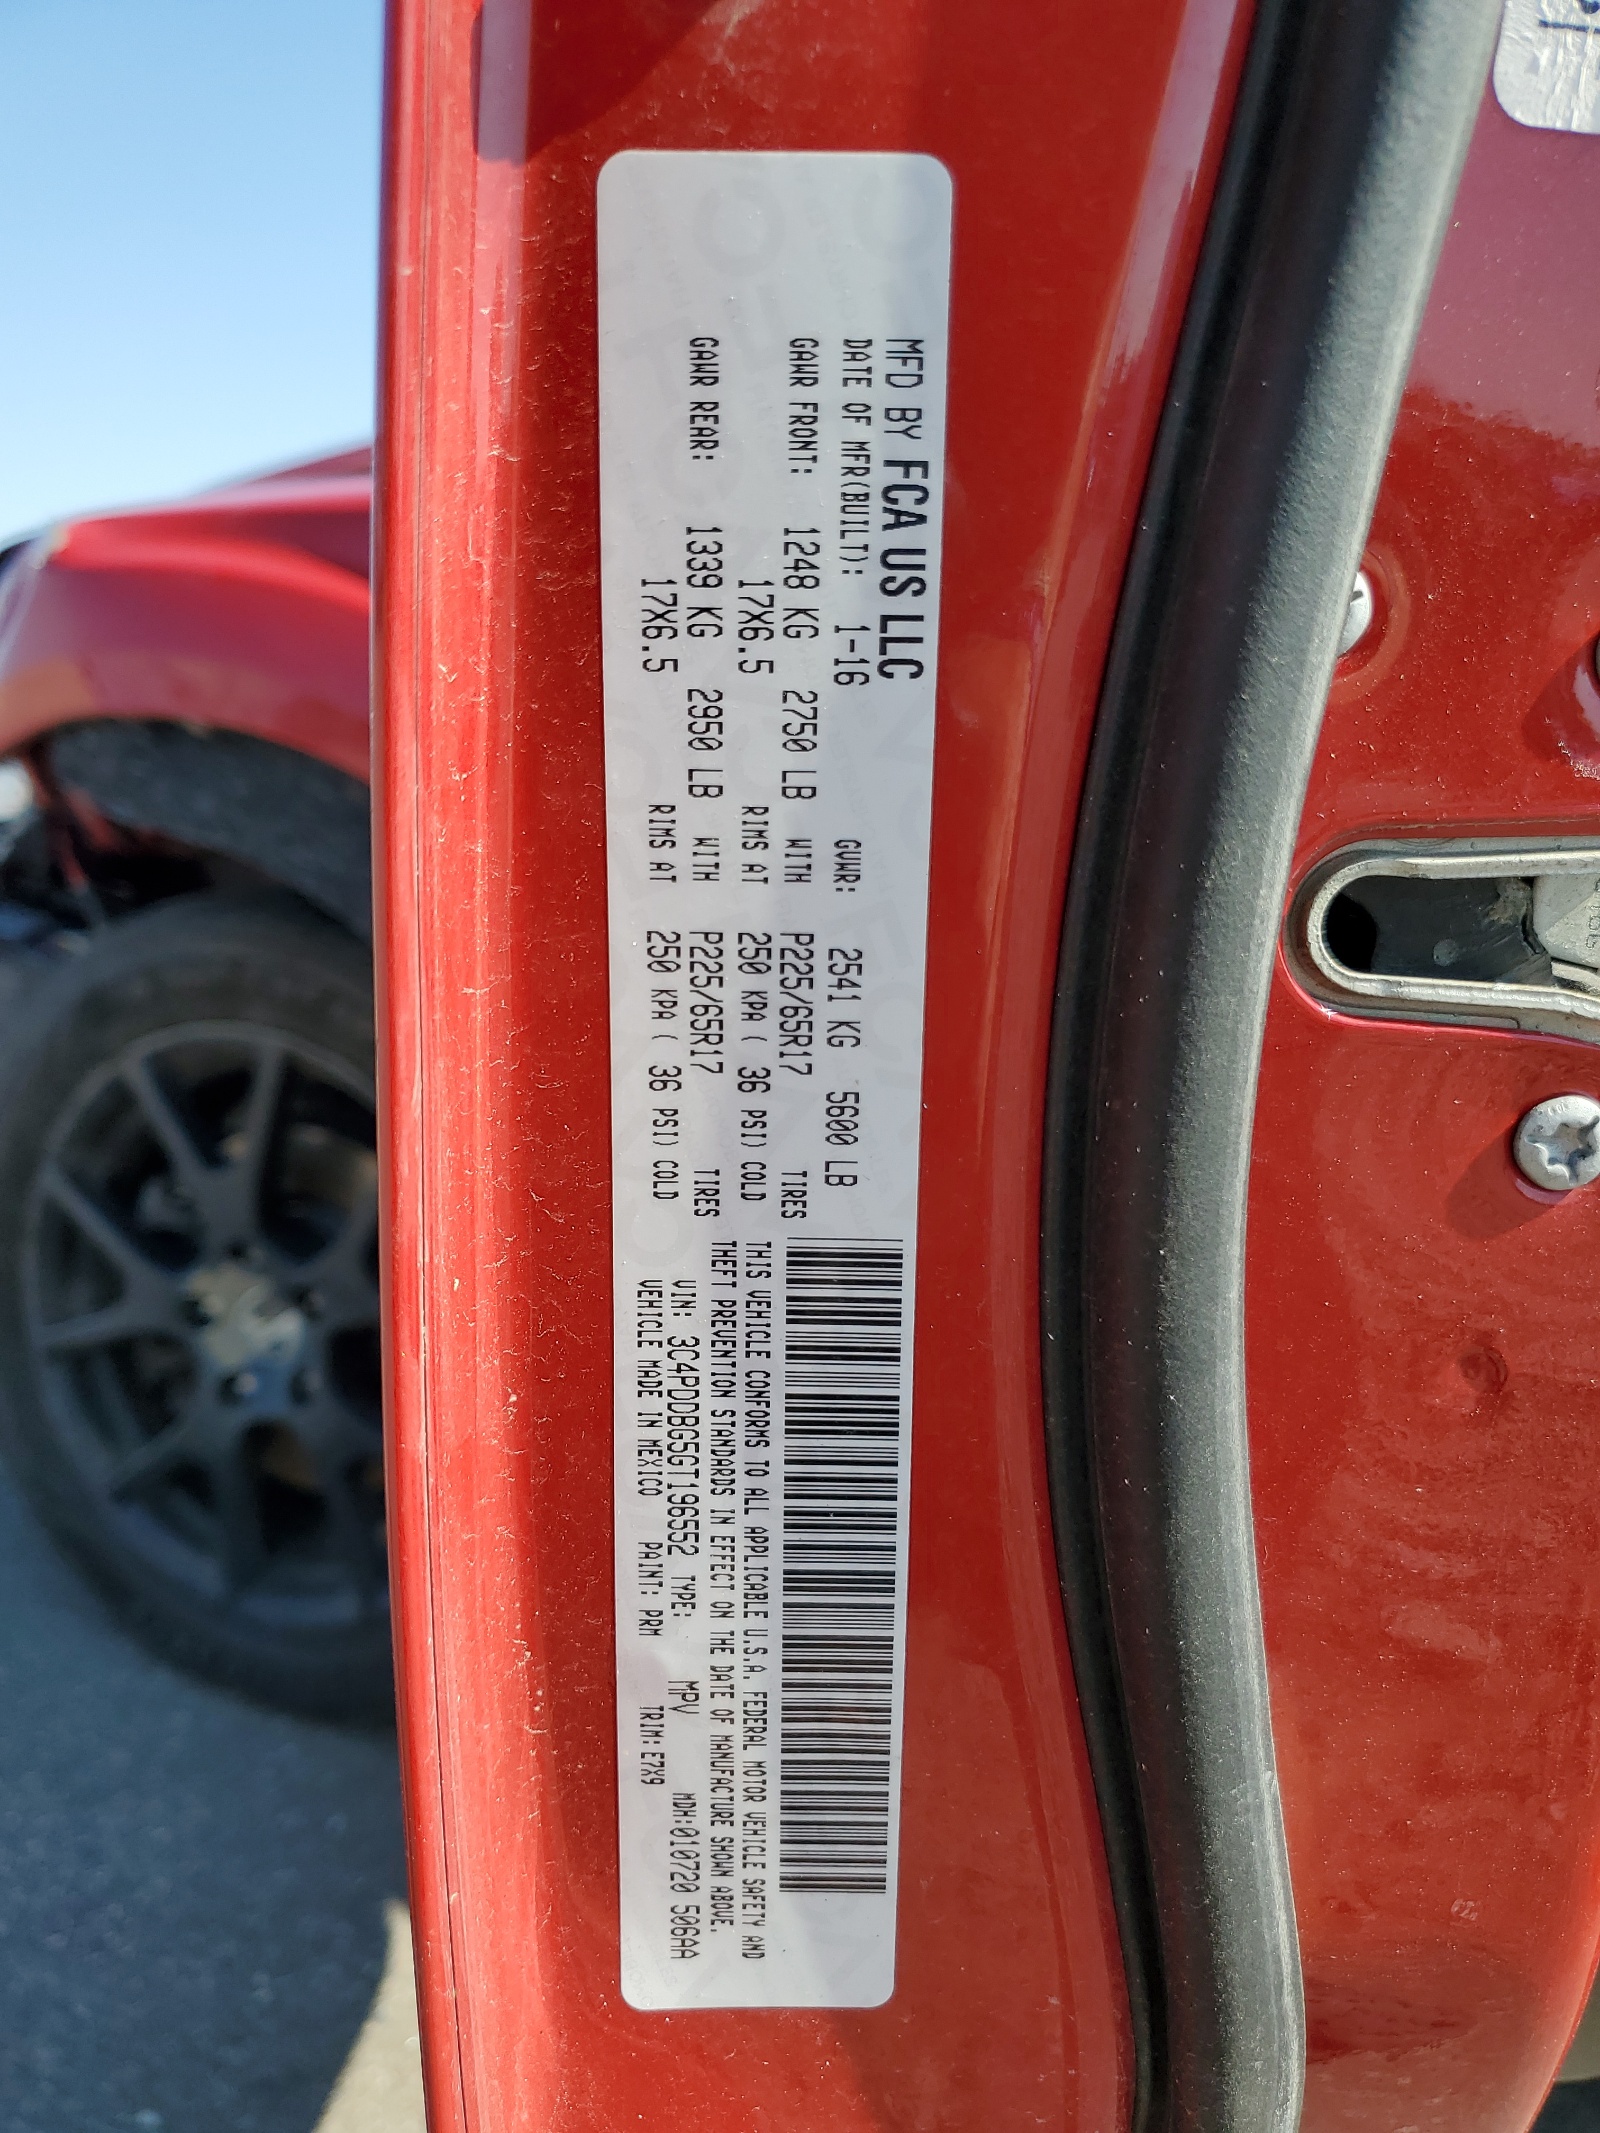 MFD BY FCA US LLC
DATE OF MFR(BUILT): 1-16 GVWR: 2541 KG 5600 LB
GAWR FRONT: 1248 KG 2750 LB WITH P225/65R17 TIRES
17X6.5 RIMS AT 250 KPA ( 36 PSI) COLD
GAWR REAR: 1339 KG 2950 LB WITH P225/65R17 TIRES
17X6.5 RIMS AT 250 KPA ( 36 PSI) COLD
THIS VEHICLE CONFORMS TO ALL APPLICABLE U.S.A. FEDERAL MOTOR VEHICLE SAFETY AND
THEFT PREVENTION STANDARDS IN EFFECT ON THE DATE OF MANUFACTURE SHOWN ABOVE.
VIN: 3C4PDDBG5GT196552 TYPE: MPV MDH:010720 506AA
VEHICLE MADE IN MEXICO PAINT: PRM TRIM: E7X9